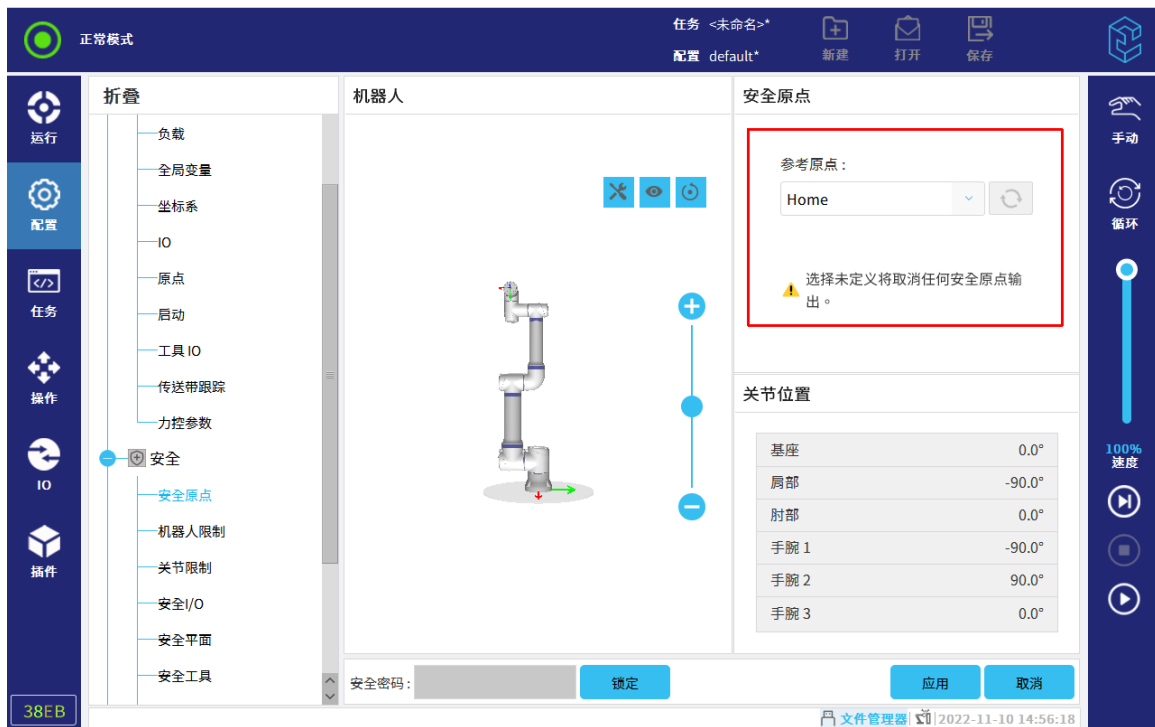 正常模式
任务 <未命名>*
配置 default*
新建
打开
保存
运行
配置
任务
操作
IO
插件
38EB
折叠
负载
全局变量
坐标系
IO
原点
启动
工具 IO
传送带跟踪
力控参数
安全
安全原点
机器人限制
关节限制
安全I/O
安全平面
安全工具
机器人
安全原点
参考原点：
Home
选择未定义将取消任何安全原点输
出。
关节位置
基座 0.0°
肩部 -90.0°
肘部 0.0°
手腕 1 -90.0°
手腕 2 90.0°
手腕 3 0.0°
安全密码：
锁定
应用
取消
手动
循环
100%
速度
文件管理器
2022-11-10 14:56:18